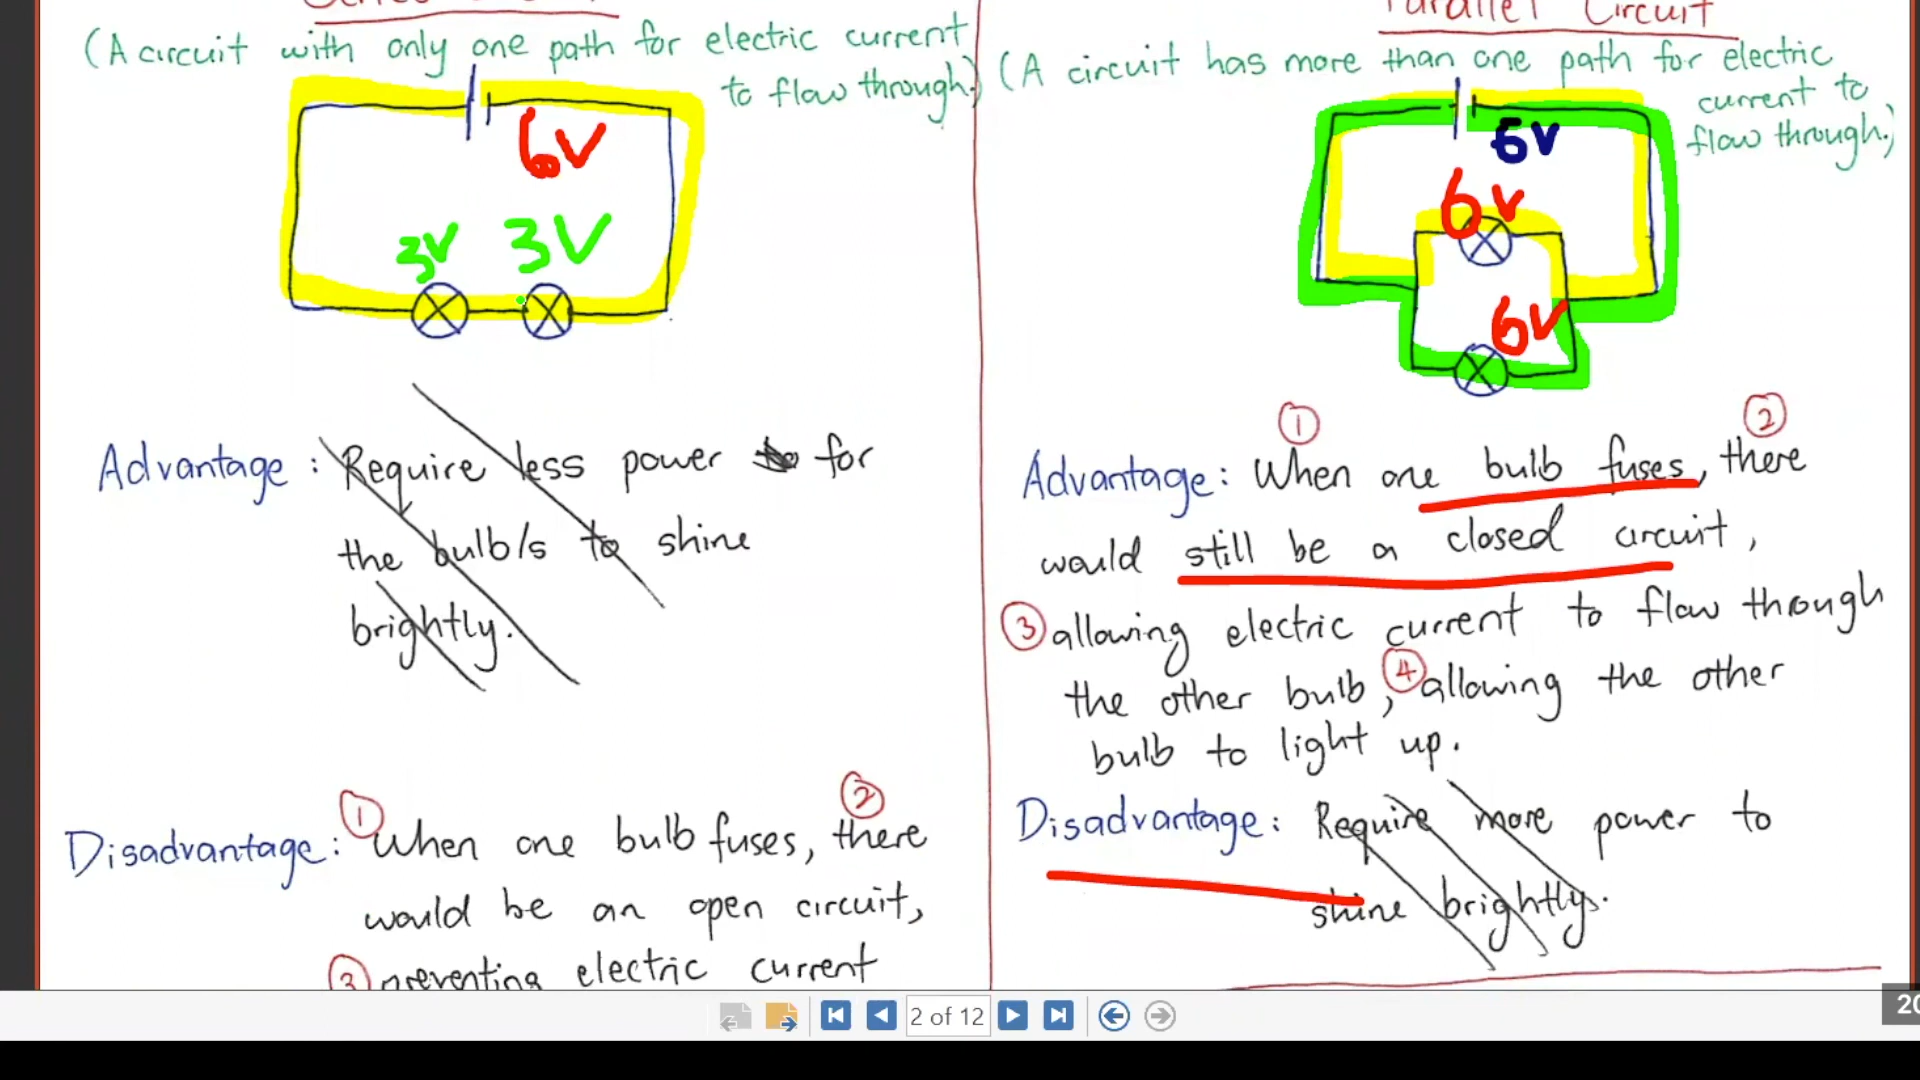 (A circuit with only one path for electric current
to flow through.)
6V
3V 3V
Advantage : Require less power for
the bulb/s to shine
brightly.
① ②
Disadvantage : When one bulb fuses, there
would be an open circuit,
③ preventing electric current
Parallel Circuit
(A circuit has more than one path for electric
current to
flow through.)
6V
6V
6V
① ②
Advantage : When one bulb fuses, there
would still be a closed circuit,
③ allowing electric current to flow through
the other bulb, ④ allowing the other
bulb to light up.
Disadvantage : Require more power to
shine brightly.
2 of 12